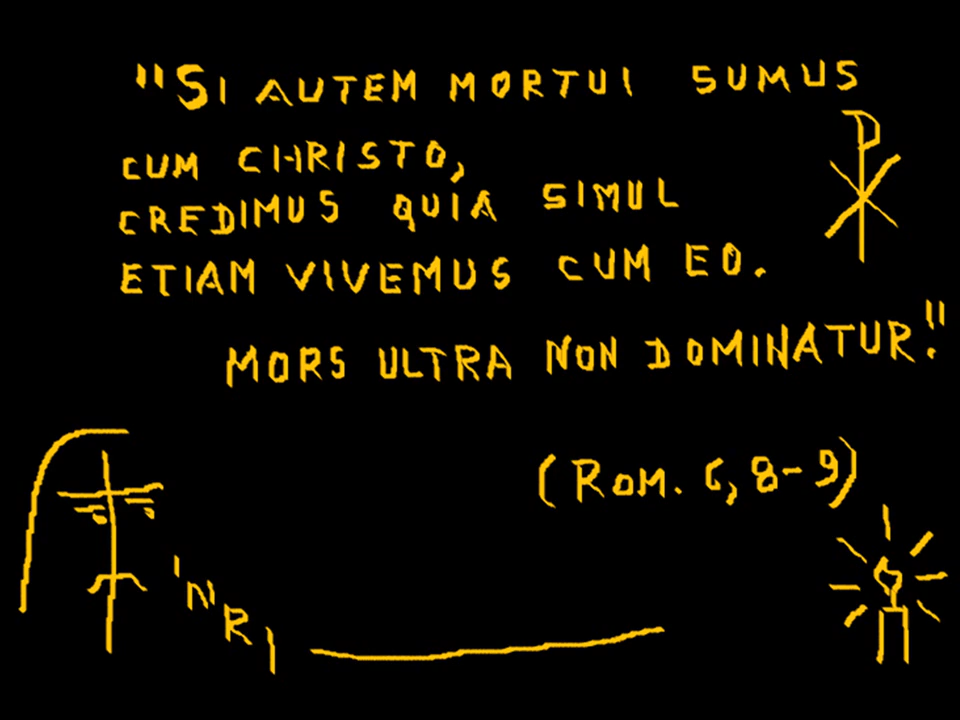 "SI AUTEM MORTUI SUMUS
CUM CHRISTO,
CREDIMUS QUIA SIMUL
ETIAM VIVEMUS CUM EO.
MORS ULTRA NON DOMINATUR."
(ROM. 6, 8-9)
INRI